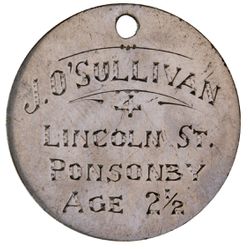 J. O'SULLIVAN
4
LINCOLN ST.
PONSONBY
AGE 2½